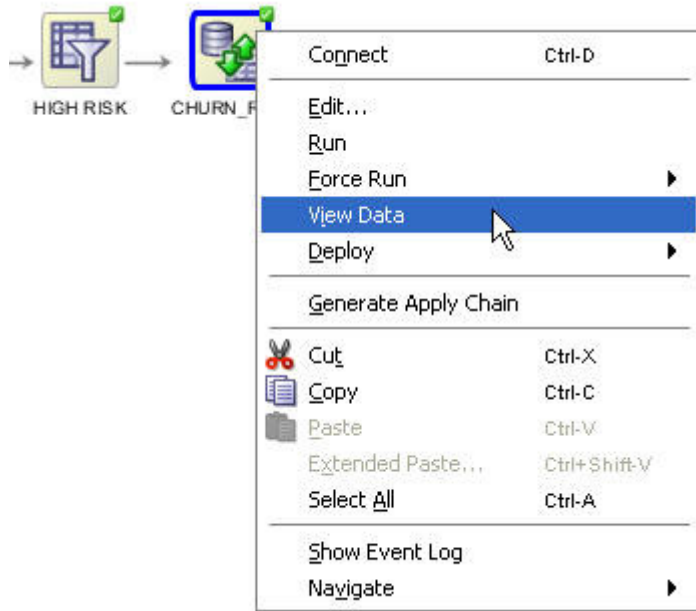 HIGH RISK
CHURN_
Connect Ctrl-D
Edit...
Run
Force Run
View Data
Deploy
Generate Apply Chain
Cut Ctrl-X
Copy Ctrl-C
Paste Ctrl-V
Extended Paste... Ctrl+Shift-V
Select All Ctrl-A
Show Event Log
Navigate